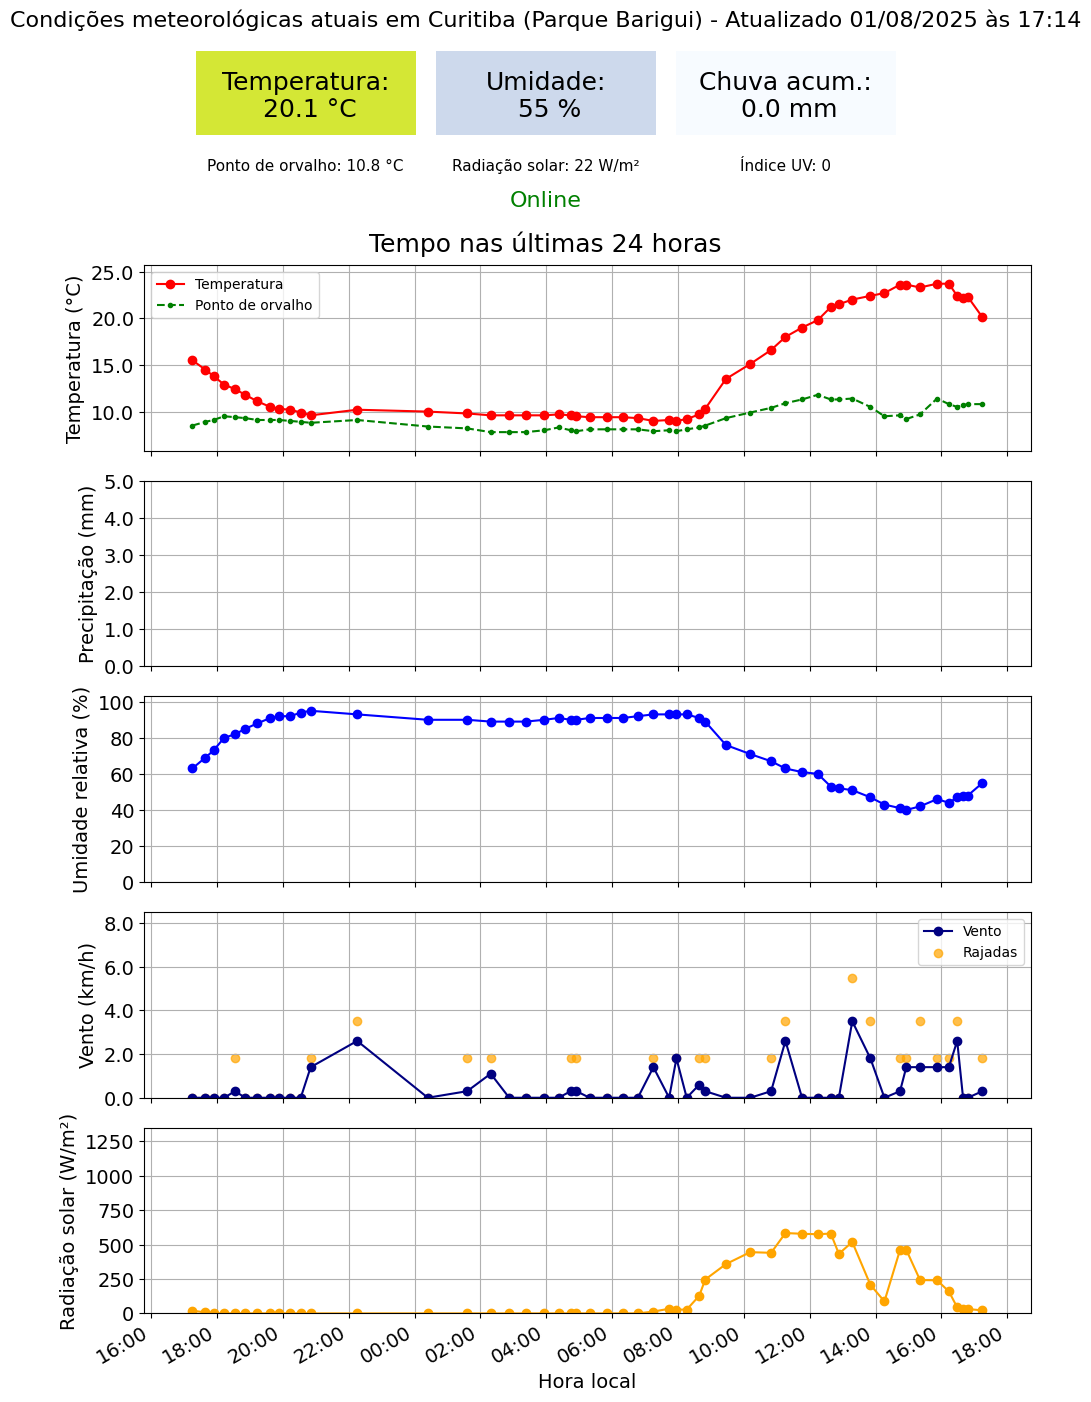 Condições meteorológicas atuais em Curitiba (Parque Barigui) - Atualizado 01/08/2025 às 17:14
Temperatura:
20.1 °C
Umidade:
55 %
Chuva acum.:
0.0 mm
Ponto de orvalho: 10.8 °C
Radiação solar: 22 W/m²
Índice UV: 0
Online
Tempo nas últimas 24 horas
Temperatura (°C)
25.0
20.0
15.0
10.0
Temperatura
Ponto de orvalho
Precipitação (mm)
5.0
4.0
3.0
2.0
1.0
0.0
Umidade relativa (%)
100
80
60
40
20
0
Vento (km/h)
8.0
6.0
4.0
2.0
0.0
Vento
Rajadas
Radiação solar (W/m²)
1250
1000
750
500
250
0
16:00
18:00
20:00
22:00
00:00
02:00
04:00
06:00
08:00
10:00
12:00
14:00
16:00
18:00
Hora local